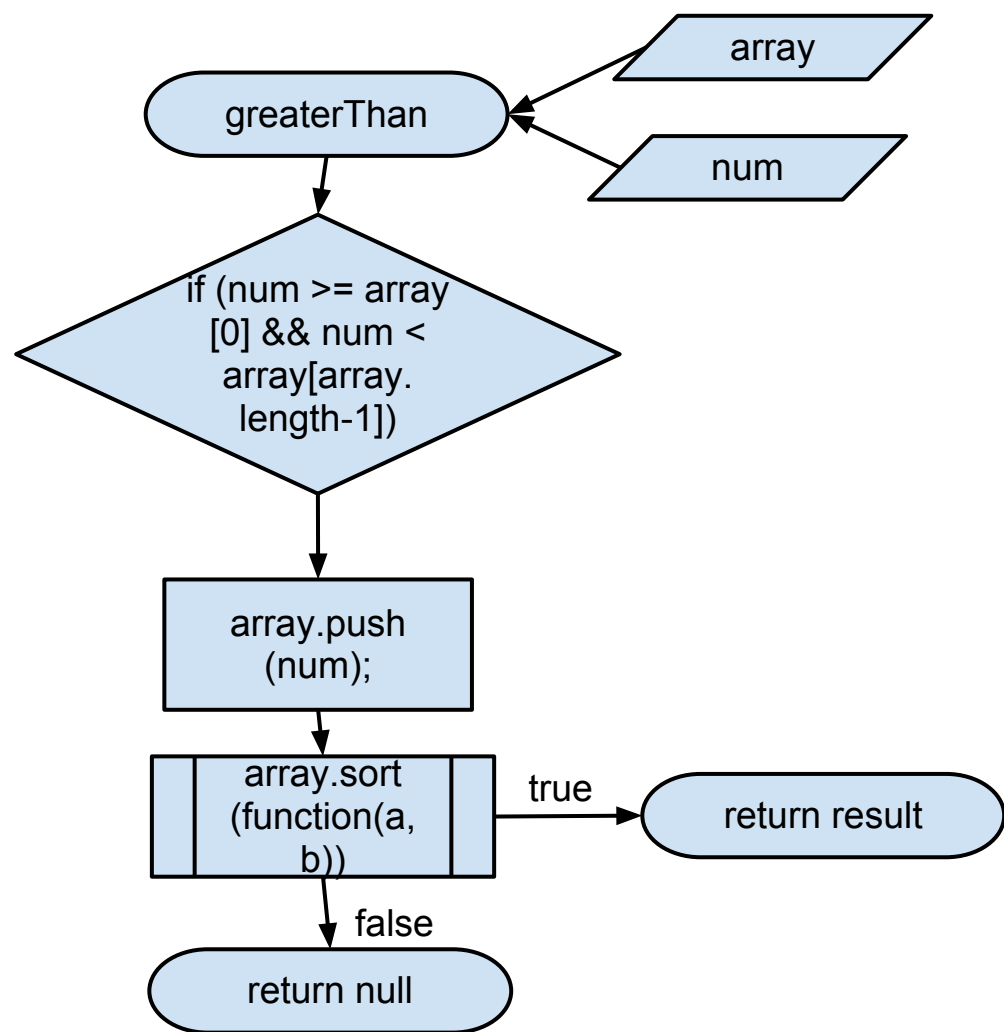 array
greaterThan
num
if (num >= array
[0] && num <
array[array.
length-1])
array.push
(num);
array.sort
(function(a,
b))
true
return result
false
return null